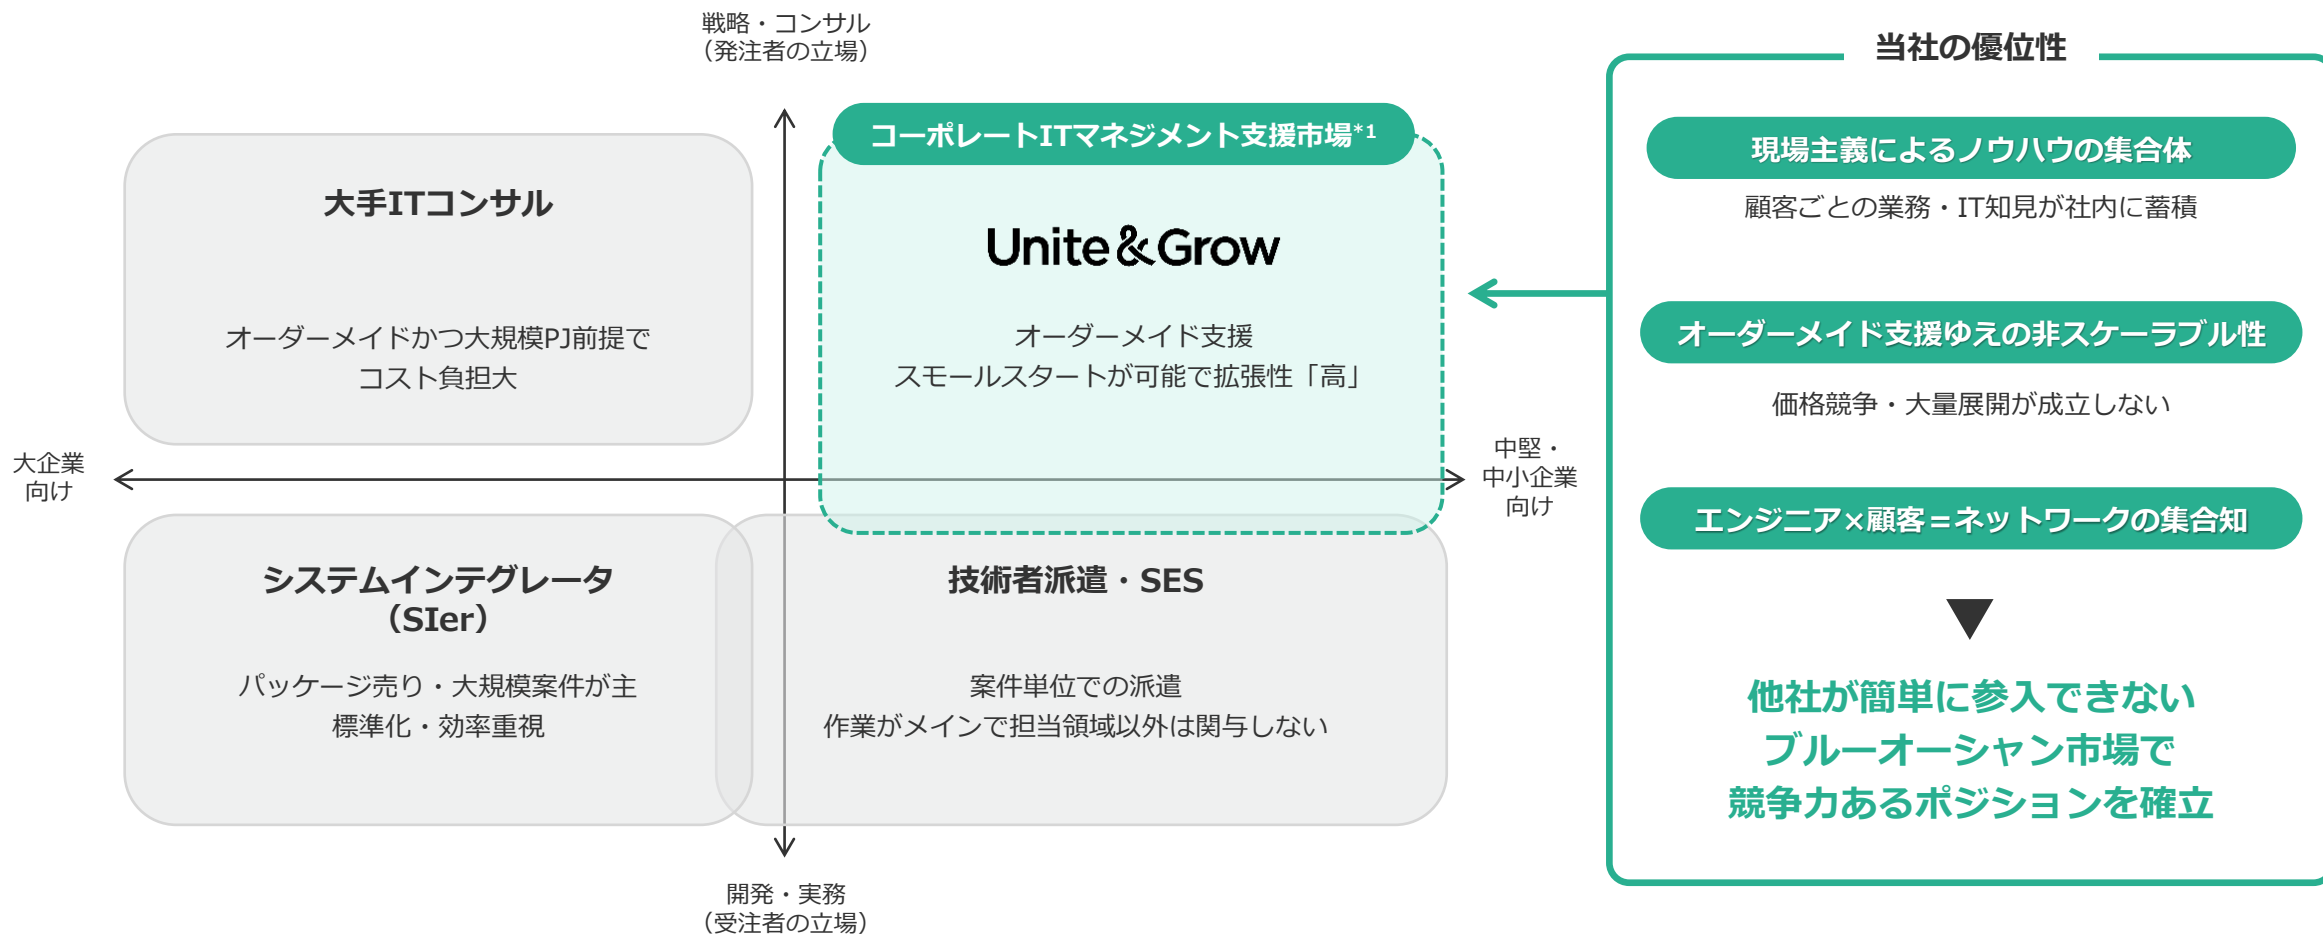 戦略・コンサル
（発注者の立場）
コーポレートITマネジメント支援市場*1
大手ITコンサル
オーダーメイドかつ大規模PJ前提で
コスト負担大
Unite&Grow
オーダーメイド支援
スモールスタートが可能で拡張性「高」
大企業
向け
中堅・
中小企業
向け
システムインテグレータ
（SIer）
パッケージ売り・大規模案件が主
標準化・効率重視
技術者派遣・SES
案件単位での派遣
作業がメインで担当領域以外は関与しない
開発・実務
（受注者の立場）
当社の優位性
現場主義によるノウハウの集合体
顧客ごとの業務・IT知見が社内に蓄積
オーダーメイド支援ゆえの非スケーラブル性
価格競争・大量展開が成立しない
エンジニア×顧客＝ネットワークの集合知
他社が簡単に参入できない
ブルーオーシャン市場で
競争力あるポジションを確立